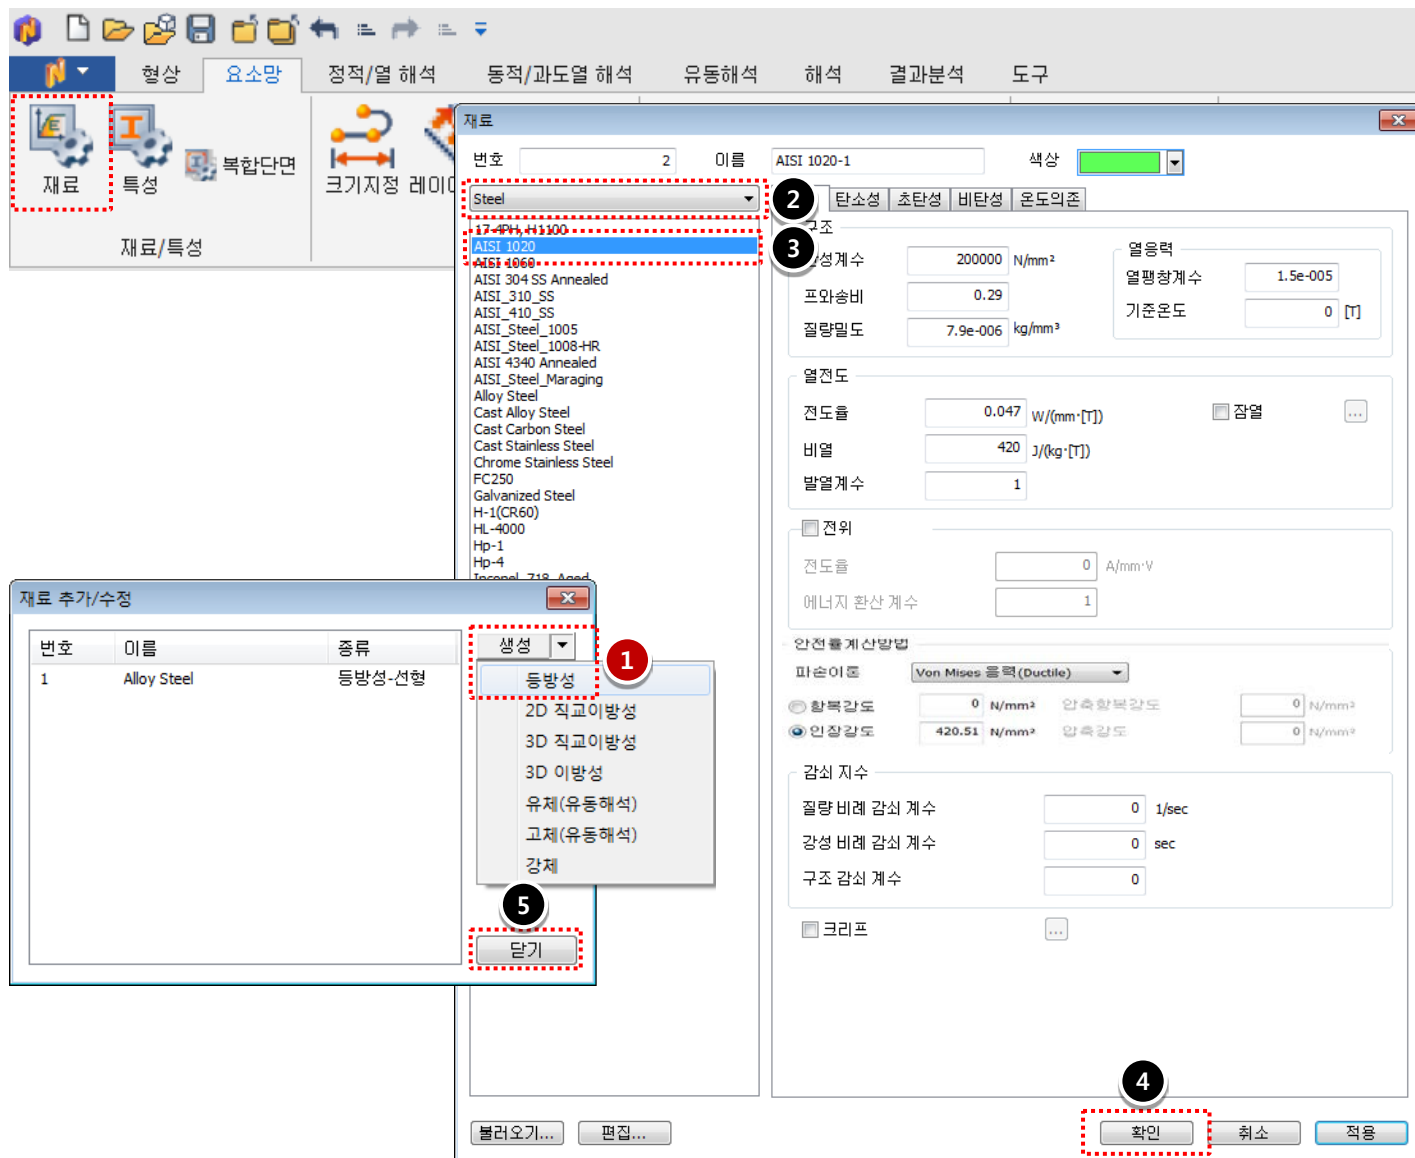 형상 요소망 정적/열 해석 동적/과도열 해석 유동해석 해석 결과분석 도구
재료 특성 복합단면 크기지정
재료/특성
재료
번호 2 이름 AISI 1020-1 색상
Steel 2 탄소성 초탄성 비탄성 온도의존
17-4PH, H1100
AISI 1020
3
AISI 1060
AISI 304 SS Annealed
AISI_310_SS
AISI_410_SS
AISI_Steel_1005
AISI_Steel_1008-HR
AISI 4340 Annealed
AISI_Steel_Maraging
Alloy Steel
Cast Alloy Steel
Cast Carbon Steel
Cast Stainless Steel
Chrome Stainless Steel
FC250
Galvanized Steel
H-1(CR60)
HL-4000
Hp-1
Hp-4
Inconel_718_Aged
구조
탄성계수 200000 N/mm²
프와송비 0.29
질량밀도 7.9e-006 kg/mm³
열응력
열팽창계수 1.5e-005
기준온도 0 [T]
열전도
전도율 0.047 W/(mm·[T]) 잠열 ...
비열 420 J/(kg·[T])
발열계수 1
전위
전도율 0 A/mm·V
에너지 환산 계수 1
안전률계산방법
파손이론 Von Mises 응력(Ductile)
항복강도 0 N/mm² 압축항복강도 0 N/mm²
인장강도 420.51 N/mm² 압축강도 0 N/mm²
감쇠 지수
질량 비례 감쇠 계수 0 1/sec
강성 비례 감쇠 계수 0 sec
구조 감쇠 계수 0
크리프 ...
재료 추가/수정
번호 이름 종류
1 Alloy Steel 등방성-선형
생성
1
등방성
2D 직교이방성
3D 직교이방성
3D 이방성
유체(유동해석)
고체(유동해석)
강체
5
닫기
4
불러오기... 편집... 확인 취소 적용